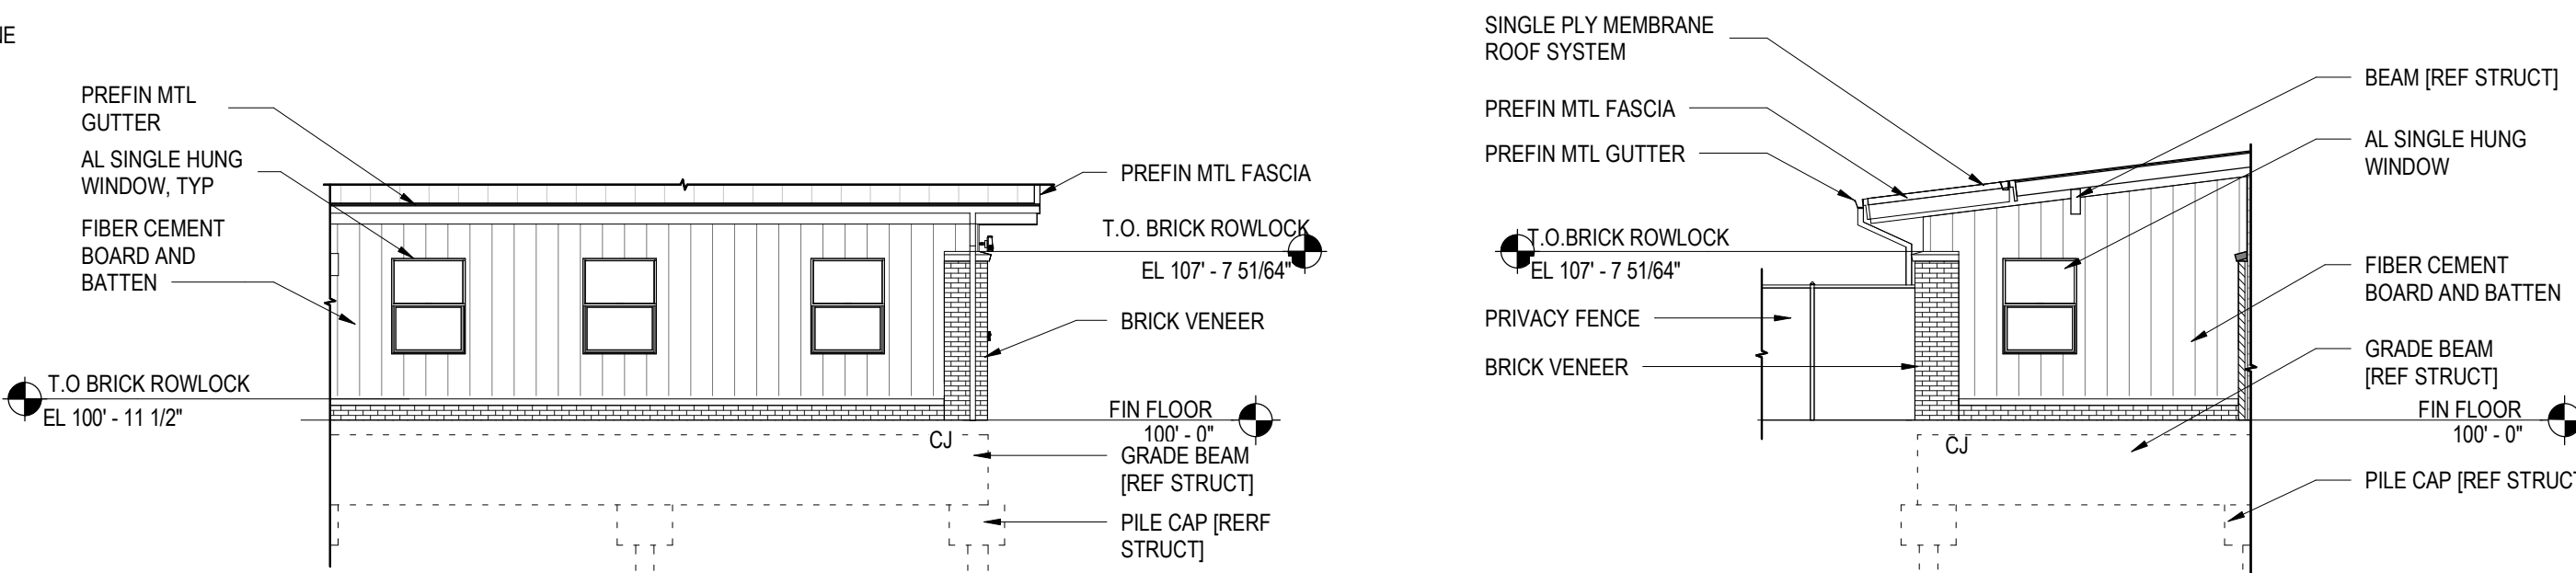 PREFIN MTL
GUTTER
AL SINGLE HUNG
WINDOW, TYP
FIBER CEMENT
BOARD AND
BATTEN
T.O BRICK ROWLOCK
EL 100' - 11 1/2"
PREFIN MTL FASCIA
T.O. BRICK ROWLOCK
EL 107' - 7 51/64"
BRICK VENEER
FIN FLOOR
100' - 0"
CJ
GRADE BEAM
[REF STRUCT]
PILE CAP [RERF
STRUCT]
SINGLE PLY MEMBRANE
ROOF SYSTEM
PREFIN MTL FASCIA
PREFIN MTL GUTTER
T.O.BRICK ROWLOCK
EL 107' - 7 51/64"
PRIVACY FENCE
BRICK VENEER
CJ
BEAM [REF STRUCT]
AL SINGLE HUNG
WINDOW
FIBER CEMENT
BOARD AND BATTEN
GRADE BEAM
[REF STRUCT]
FIN FLOOR
100' - 0"
PILE CAP [REF STRUCT